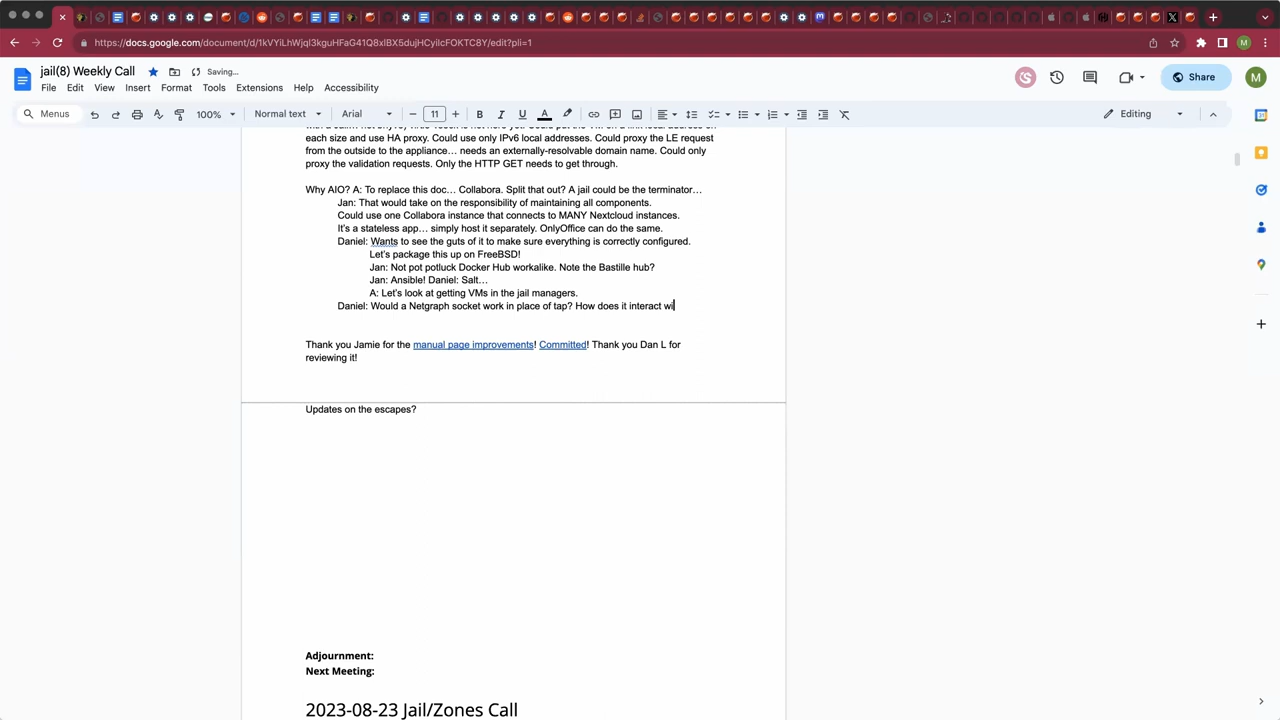 https://docs.google.com/document/d/1kVYiLhWjql3kguHFaG41Q8xlBX5dujHCyilcFOKTC8Y/edit?pli=1
jail(8) Weekly Call
Saving...
File Edit View Insert Format Tools Extensions Help Accessibility
Share
M
Menus
100%
Normal text
Arial
11
Editing
each size and use HA proxy. Could use only IPv6 local addresses. Could proxy the LE request
from the outside to the appliance… needs an externally-resolvable domain name. Could only
proxy the validation requests. Only the HTTP GET needs to get through.
Why AIO? A: To replace this doc… Collabora. Split that out? A jail could be the terminator…
Jan: That would take on the responsibility of maintaining all components.
Could use one Collabora instance that connects to MANY Nextcloud instances.
It's a stateless app… simply host it separately. OnlyOffice can do the same.
Daniel: Wants to see the guts of it to make sure everything is correctly configured.
Let's package this up on FreeBSD!
Jan: Not pot potluck Docker Hub workalike. Note the Bastille hub?
Jan: Ansible! Daniel: Salt…
A: Let's look at getting VMs in the jail managers.
Daniel: Would a Netgraph socket work in place of tap? How does it interact wi
Thank you Jamie for the manual page improvements! Committed! Thank you Dan L for
reviewing it!
Updates on the escapes?
Adjournment:
Next Meeting:
2023-08-23 Jail/Zones Call